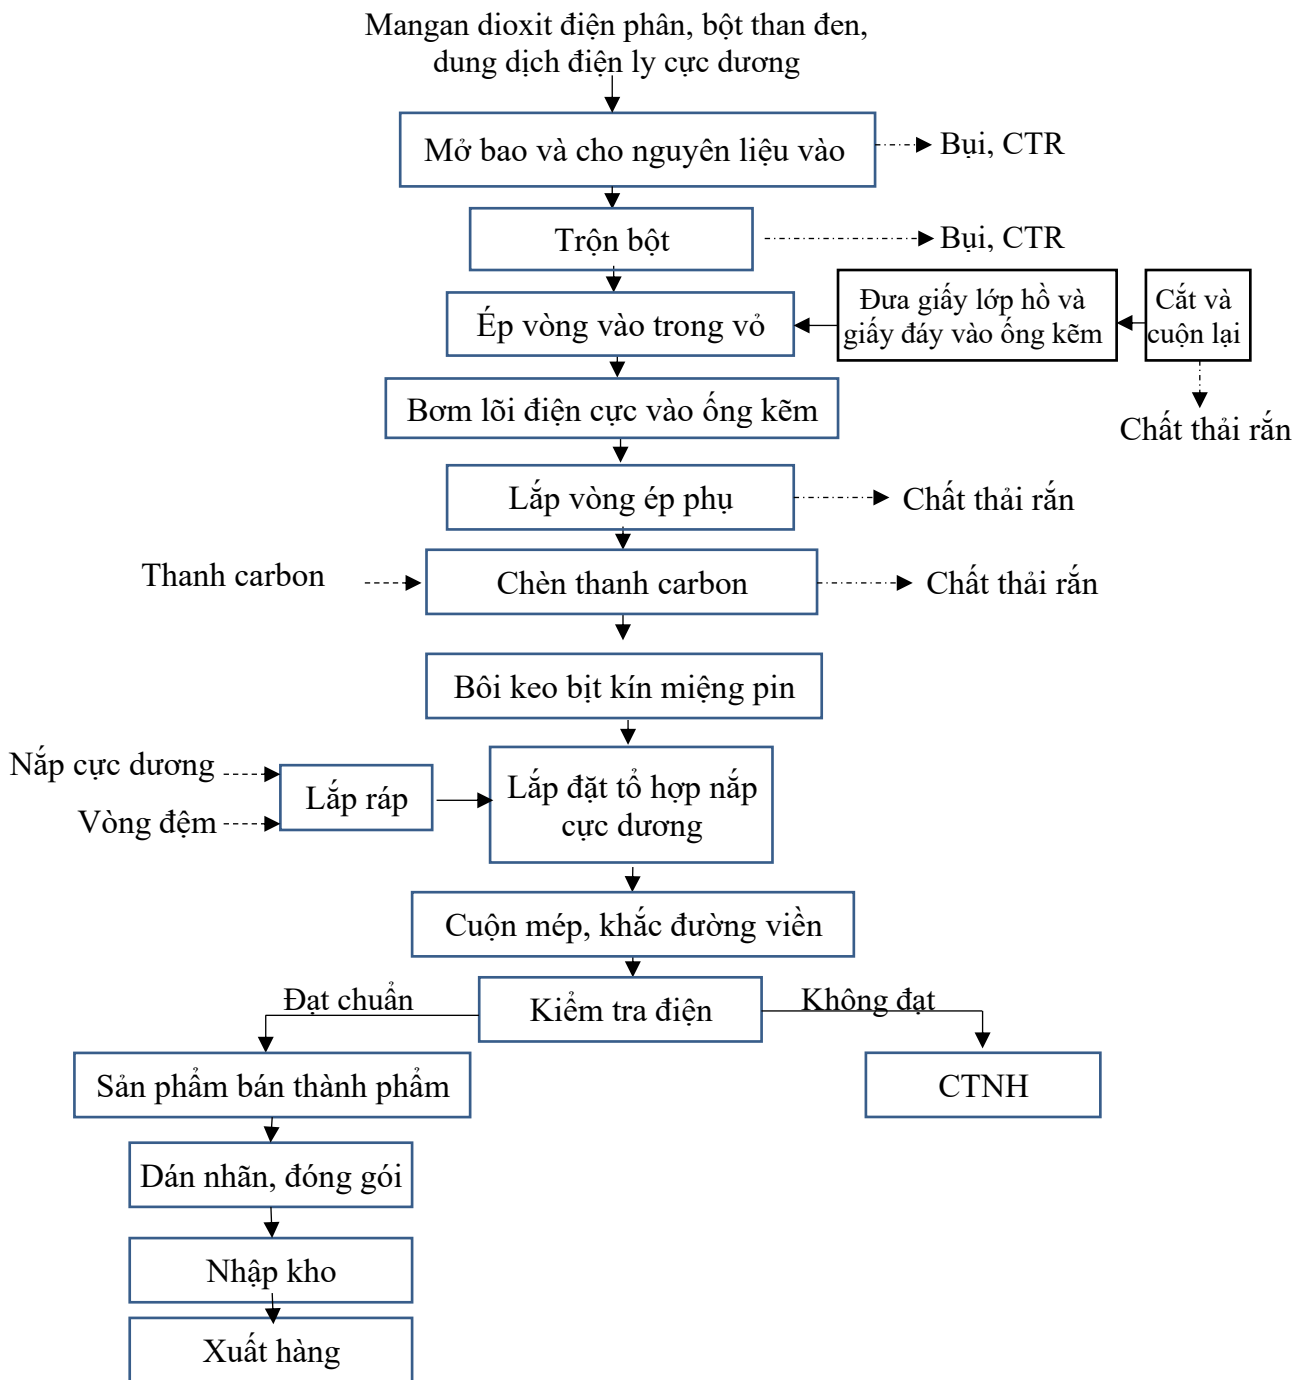 Mangan dioxit điện phân, bột than đen,
dung dịch điện ly cực dương
Mở bao và cho nguyên liệu vào
Bụi, CTR
Trộn bột
Bụi, CTR
Ép vòng vào trong vỏ
Đưa giấy lớp hồ và
giấy đáy vào ống kẽm
Cắt và
cuộn lại
Chất thải rắn
Bơm lõi điện cực vào ống kẽm
Lắp vòng ép phụ
Chất thải rắn
Thanh carbon
Chèn thanh carbon
Chất thải rắn
Bôi keo bịt kín miệng pin
Nắp cực dương
Vòng đệm
Lắp ráp
Lắp đặt tổ hợp nắp
cực dương
Cuộn mép, khắc đường viền
Đạt chuẩn
Kiểm tra điện
Không đạt
Sản phẩm bán thành phẩm
CTNH
Dán nhãn, đóng gói
Nhập kho
Xuất hàng